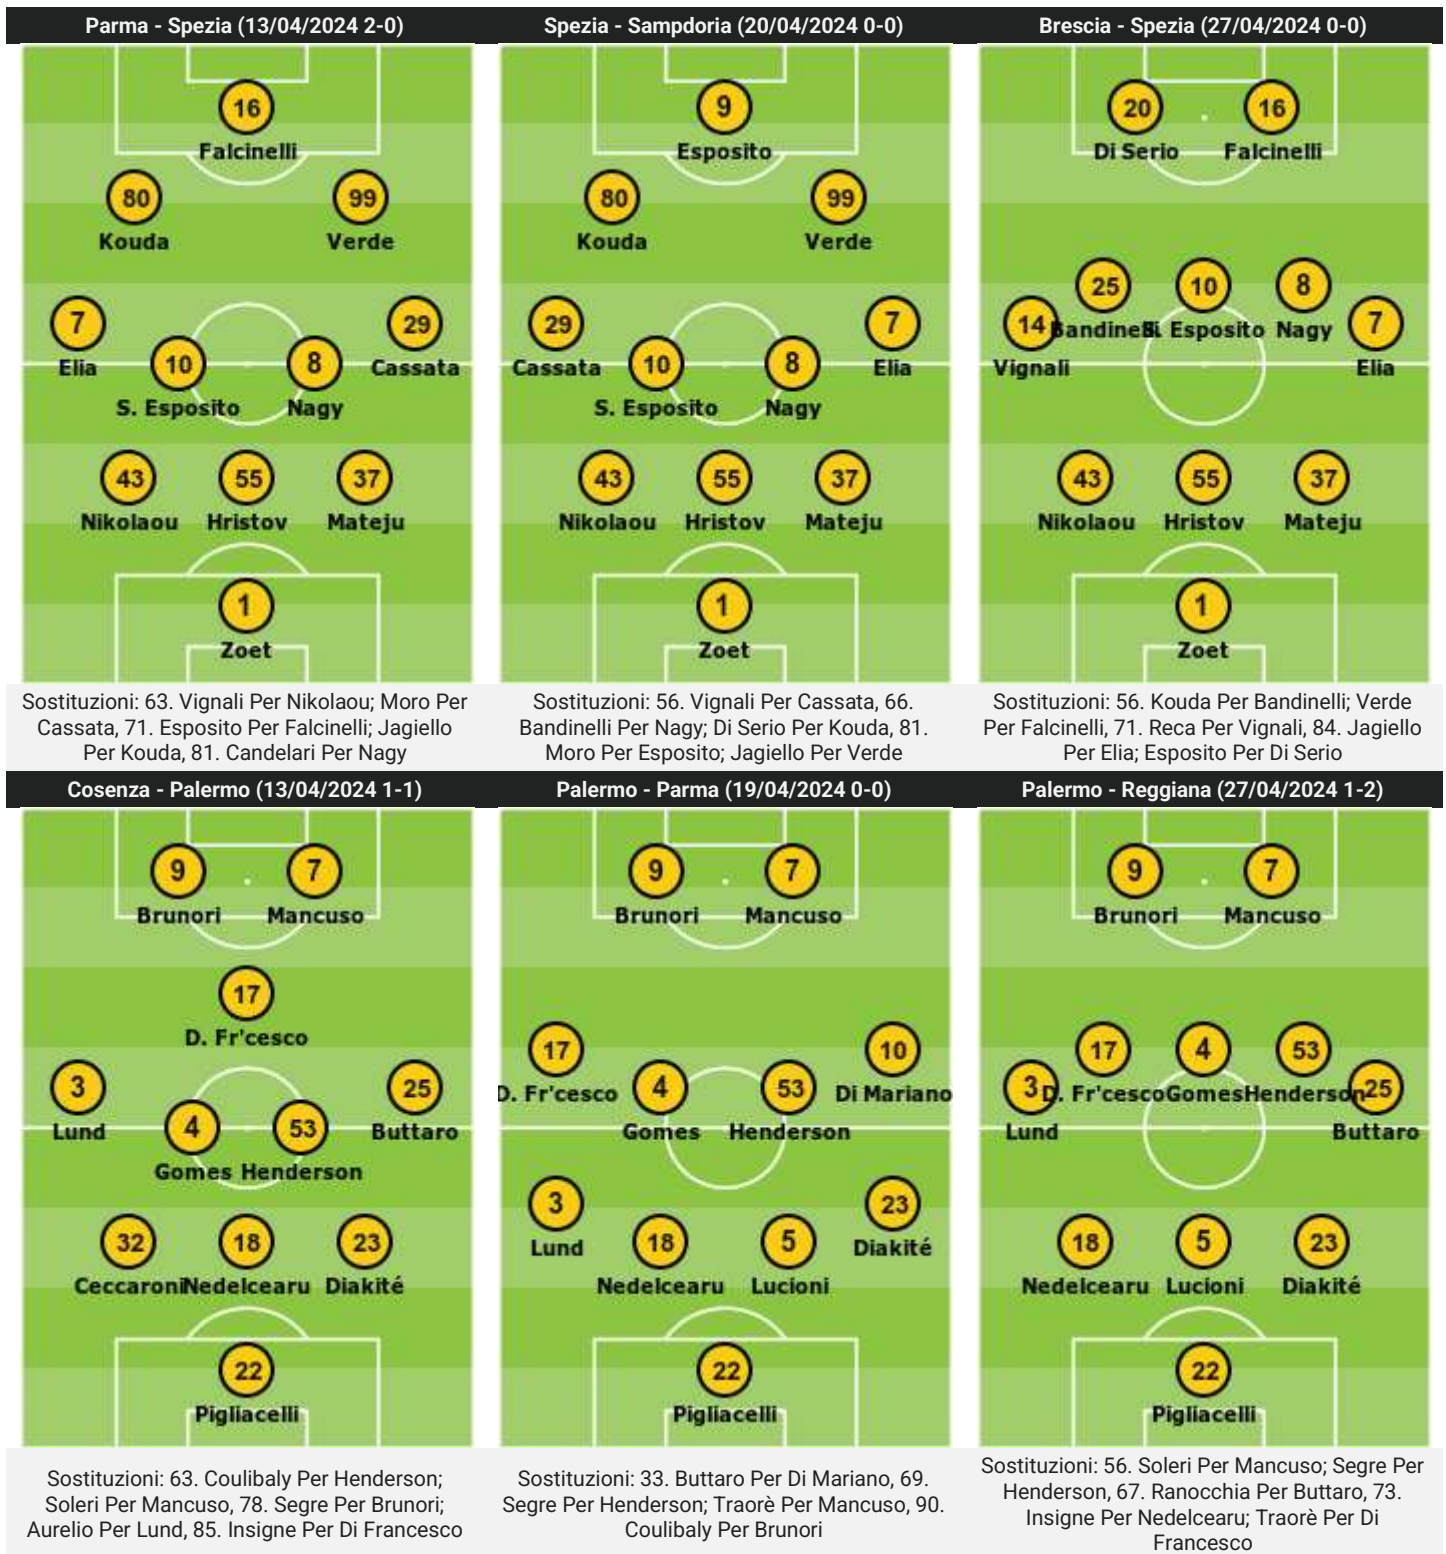 Parma - Spezia (13/04/2024 2-0)
16
Falcinelli
80
99
Kouda
Verde
7
29
Elia
Cassata
10
8
S. Esposito
Nagy
43
55
37
Nikolaou
Hristov
Mateju
1
Zoet
Sostituzioni: 63. Vignali Per Nikolaou; Moro Per
Cassata, 71. Esposito Per Falcinelli; Jagiello
Per Kouda, 81. Candelari Per Nagy
Spezia - Sampdoria (20/04/2024 0-0)
9
Esposito
80
99
Kouda
Verde
29
7
Cassata
Elia
10
8
S. Esposito
Nagy
43
55
37
Nikolaou
Hristov
Mateju
1
Zoet
Sostituzioni: 56. Vignali Per Cassata, 66.
Bandinelli Per Nagy; Di Serio Per Kouda, 81.
Moro Per Esposito; Jagiello Per Verde
Brescia - Spezia (27/04/2024 0-0)
20
16
Di Serio
Falcinelli
25
10
8
14
7
Bandinelli
S. Esposito
Nagy
Vignali
Elia
43
55
37
Nikolaou
Hristov
Mateju
1
Zoet
Sostituzioni: 56. Kouda Per Bandinelli; Verde
Per Falcinelli, 71. Reca Per Vignali, 84. Jagiello
Per Elia; Esposito Per Di Serio
Cosenza - Palermo (13/04/2024 1-1)
9
7
Brunori
Mancuso
17
D. Fr'cesco
3
25
Lund
Buttaro
4
53
Gomes
Henderson
32
18
23
Ceccaroni
Nedelcearu
Diakité
22
Pigliacelli
Sostituzioni: 63. Coulibaly Per Henderson;
Soleri Per Mancuso, 78. Segre Per Brunori;
Aurelio Per Lund, 85. Insigne Per Di Francesco
Palermo - Parma (19/04/2024 0-0)
9
7
Brunori
Mancuso
17
10
D. Fr'cesco
Di Mariano
4
53
Gomes
Henderson
3
23
Lund
Diakité
18
5
Nedelcearu
Lucioni
22
Pigliacelli
Sostituzioni: 33. Buttaro Per Di Mariano, 69.
Segre Per Henderson; Traorè Per Mancuso, 90.
Coulibaly Per Brunori
Palermo - Reggiana (27/04/2024 1-2)
9
7
Brunori
Mancuso
17
4
53
3
25
D. Fr'cesco
Gomes
Henderson
Lund
Buttaro
18
5
23
Nedelcearu
Lucioni
Diakité
22
Pigliacelli
Sostituzioni: 56. Soleri Per Mancuso; Segre Per
Henderson, 67. Ranocchia Per Buttaro, 73.
Insigne Per Nedelcearu; Traorè Per Di
Francesco